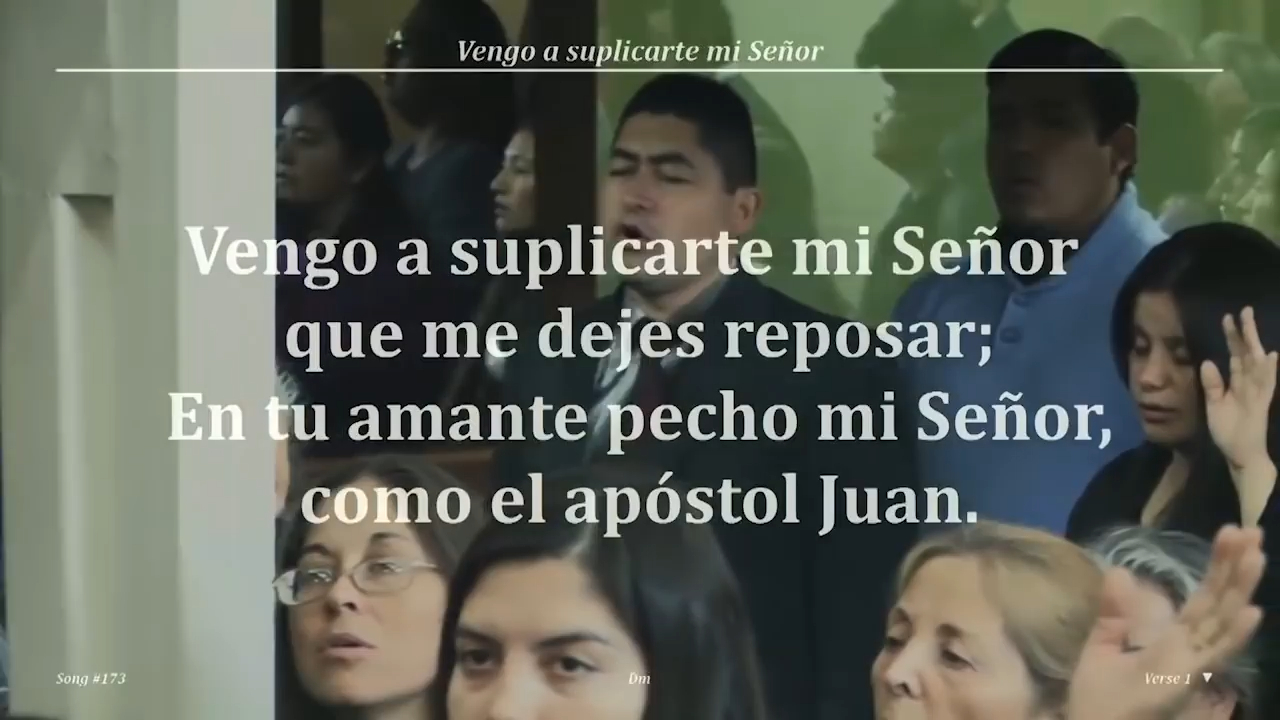 Vengo a suplicarte mi Señor
Vengo a suplicarte mi Señor
que me dejes reposar;
En tu amante pecho mi Señor,
como el apóstol Juan.
Song #173
Dm
Verse 1 ▼